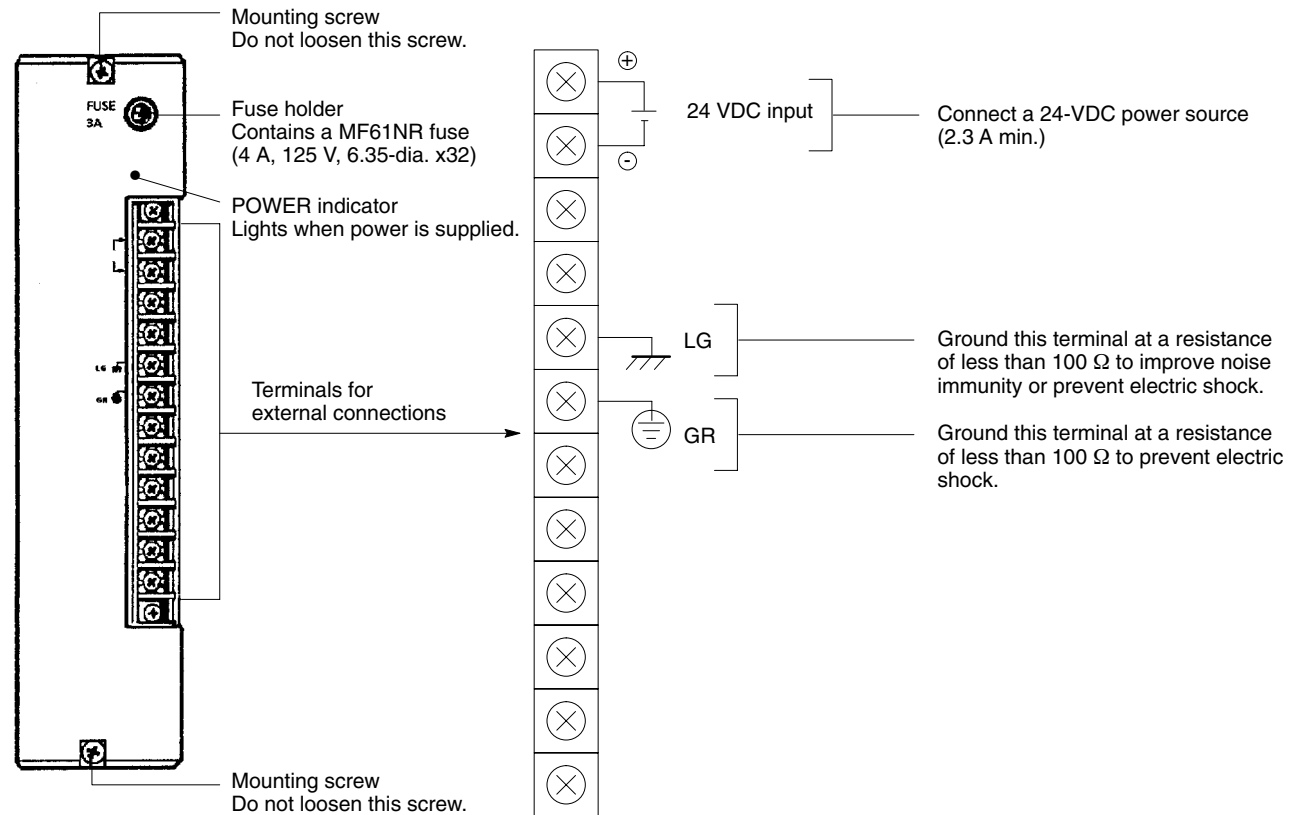 Mounting screw
Do not loosen this screw.
FUSE
3A
Fuse holder
Contains a MF61NR fuse
(4 A, 125 V, 6.35-dia. x32)
POWER indicator
Lights when power is supplied.
LG
GR
Terminals for
external connections
Mounting screw
Do not loosen this screw.
+
-
24 VDC input
Connect a 24-VDC power source
(2.3 A min.)
LG
Ground this terminal at a resistance
of less than 100 Ω to improve noise
immunity or prevent electric shock.
GR
Ground this terminal at a resistance
of less than 100 Ω to prevent electric
shock.